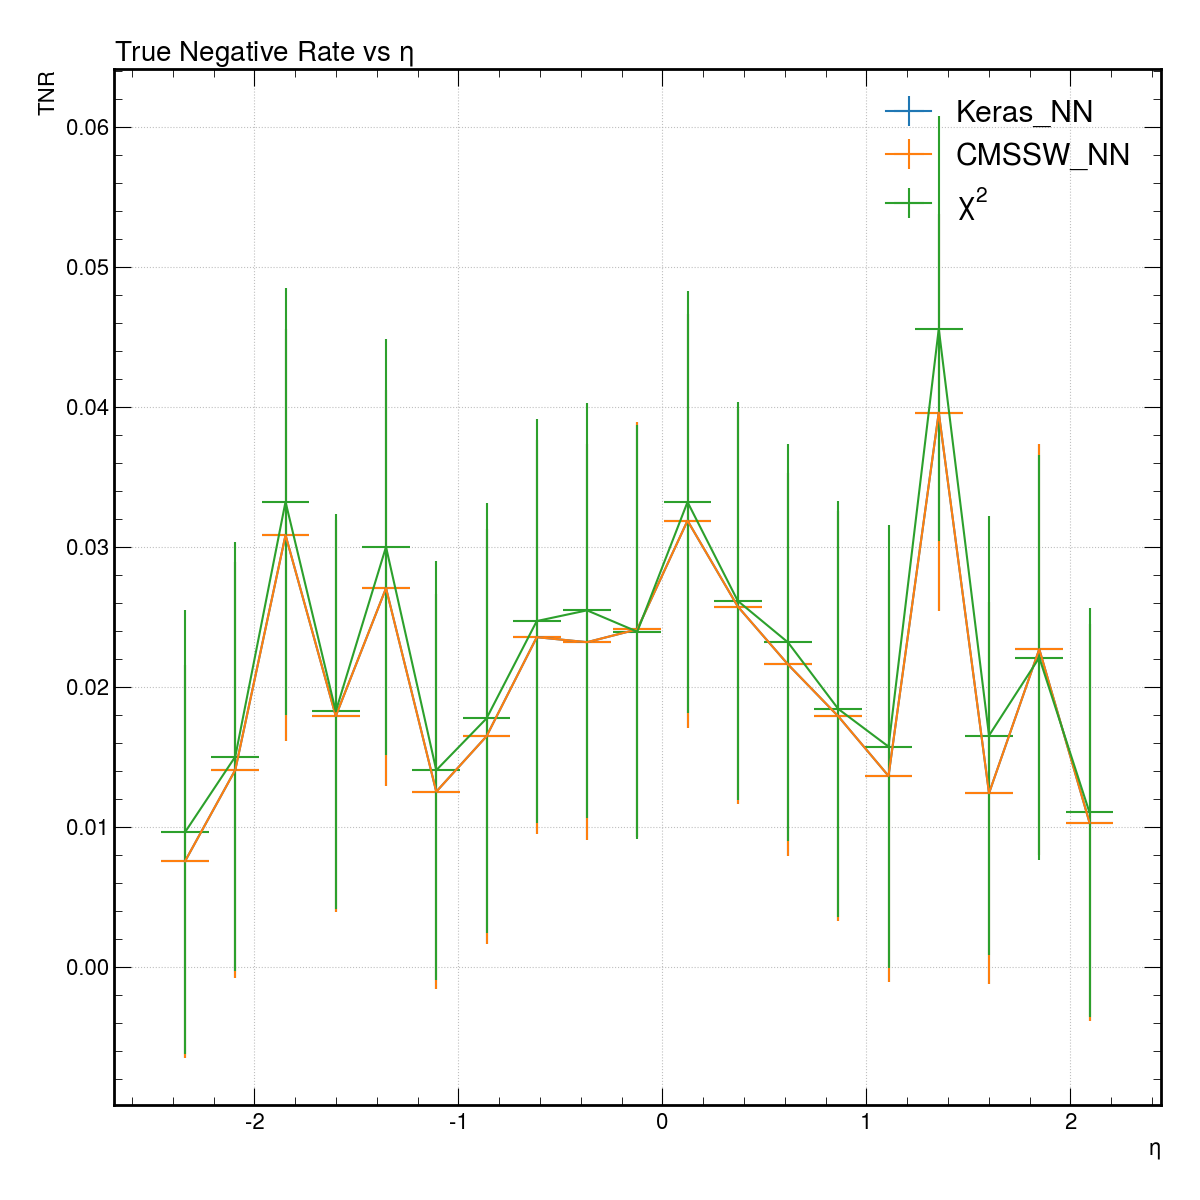 True Negative Rate vs η
TNR
Keras_NN
CMSSW_NN
χ²
0.06
0.05
0.04
0.03
0.02
0.01
0.00
-2 -1 0 1 2
η